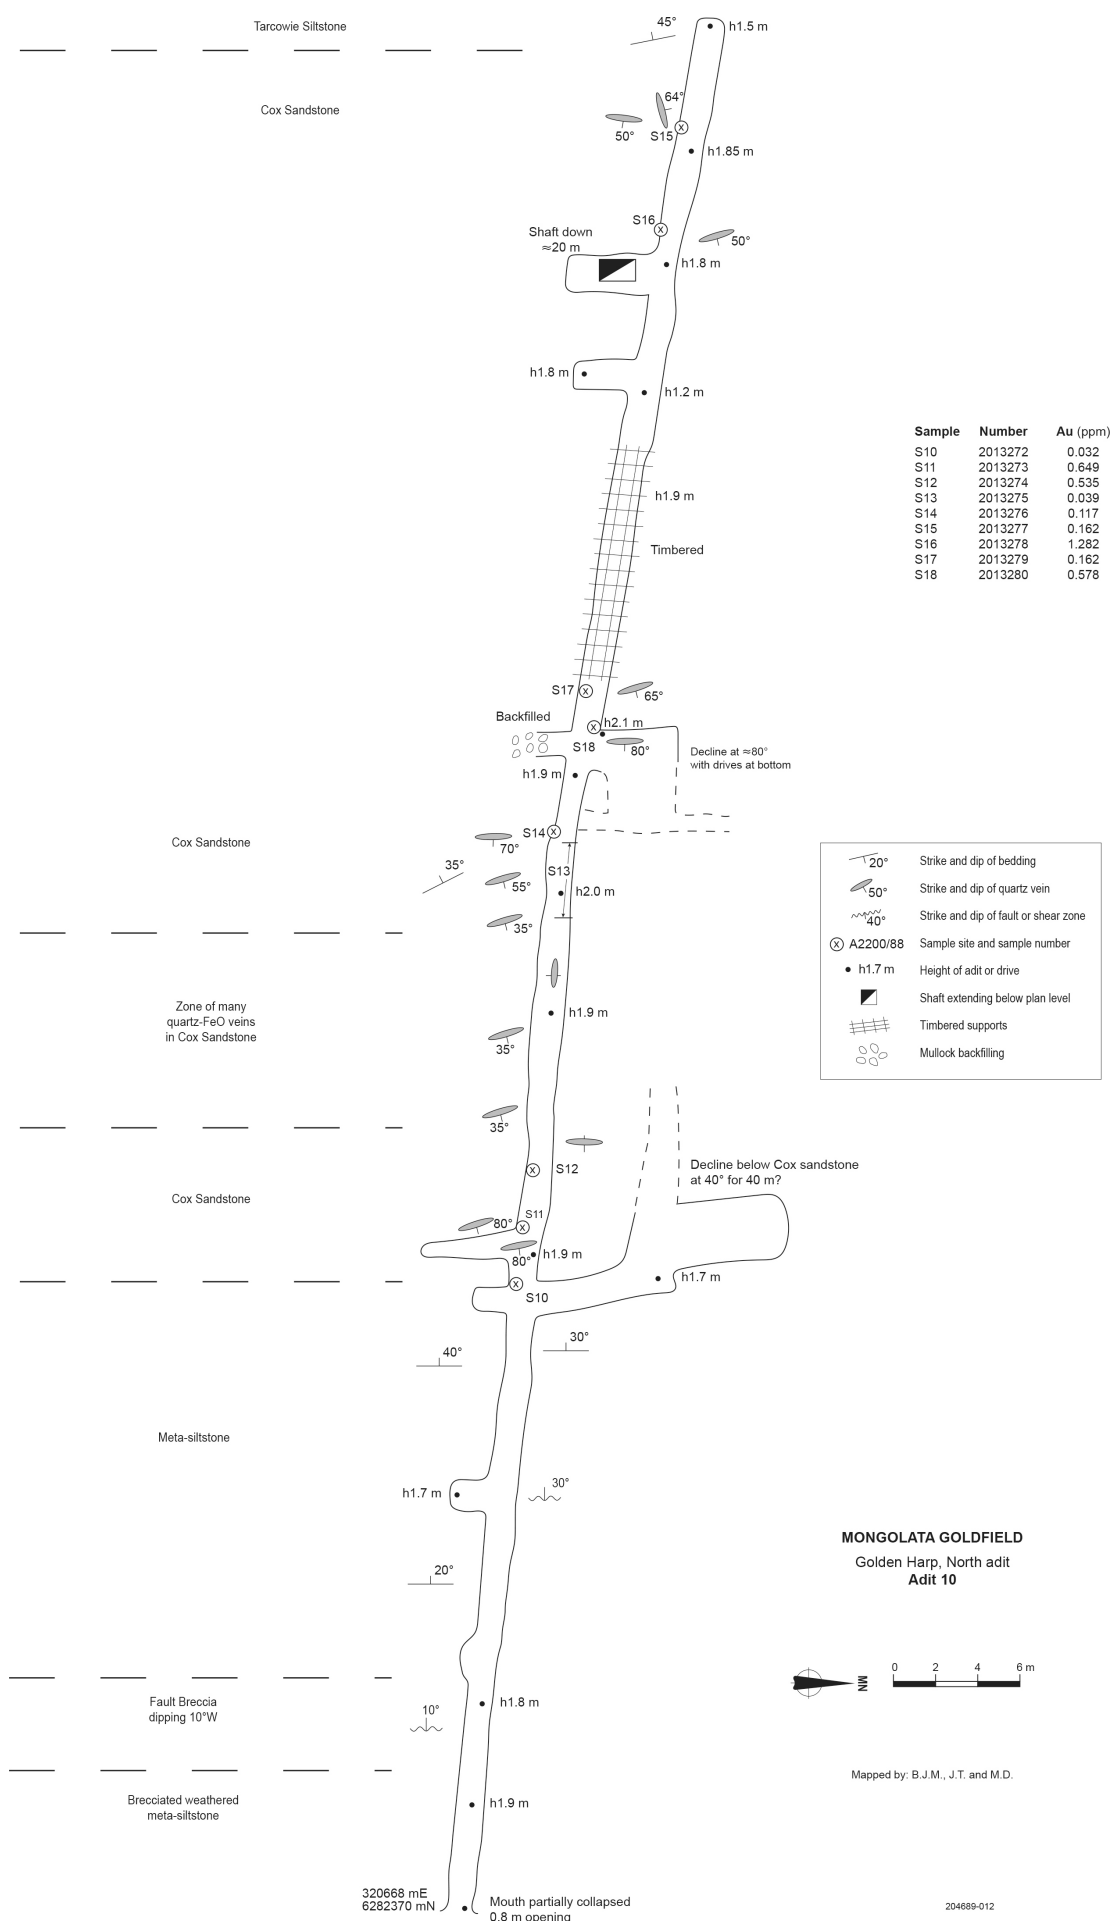 Tarcowie Siltstone
45°
h1.5 m
Cox Sandstone
64°
50°
S15
h1.85 m
S16
Shaft down
≈20 m
50°
h1.8 m
h1.8 m
h1.2 m
Sample Number Au (ppm)
S10 2013272 0.032
S11 2013273 0.649
S12 2013274 0.535
S13 2013275 0.039
S14 2013276 0.117
S15 2013277 0.162
S16 2013278 1.282
S17 2013279 0.162
S18 2013280 0.578
h1.9 m
Timbered
S17
65°
Backfilled
h2.1 m
S18
80°
Decline at ≈80°
with drives at bottom
h1.9 m
Cox Sandstone
S14
70°
35°
S13
55°
h2.0 m
35°
20°
Strike and dip of bedding
50°
Strike and dip of quartz vein
40°
Strike and dip of fault or shear zone
x A2200/88
Sample site and sample number
h1.7 m
Height of adit or drive
Shaft extending below plan level
Timbered supports
Mullock backfilling
Zone of many
quartz-FeO veins
in Cox Sandstone
h1.9 m
35°
35°
Decline below Cox sandstone
at 40° for 40 m?
S12
Cox Sandstone
S11
80°
80°
h1.9 m
h1.7 m
S10
30°
40°
Meta-siltstone
h1.7 m
30°
MONGOLATA GOLDFIELD
Golden Harp, North adit
Adit 10
20°
MN
0 2 4 6 m
Fault Breccia
dipping 10°W
10°
h1.8 m
Mapped by: B.J.M., J.T. and M.D.
Brecciated weathered
meta-siltstone
h1.9 m
320668 mE
6282370 mN
Mouth partially collapsed
0.8 m opening
204689-012